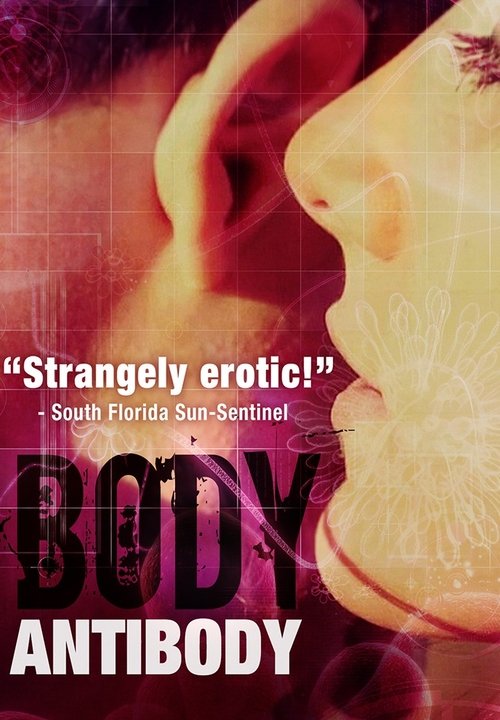 “Strangely erotic!”
- South Florida Sun-Sentinel
BODY
ANTIBODY